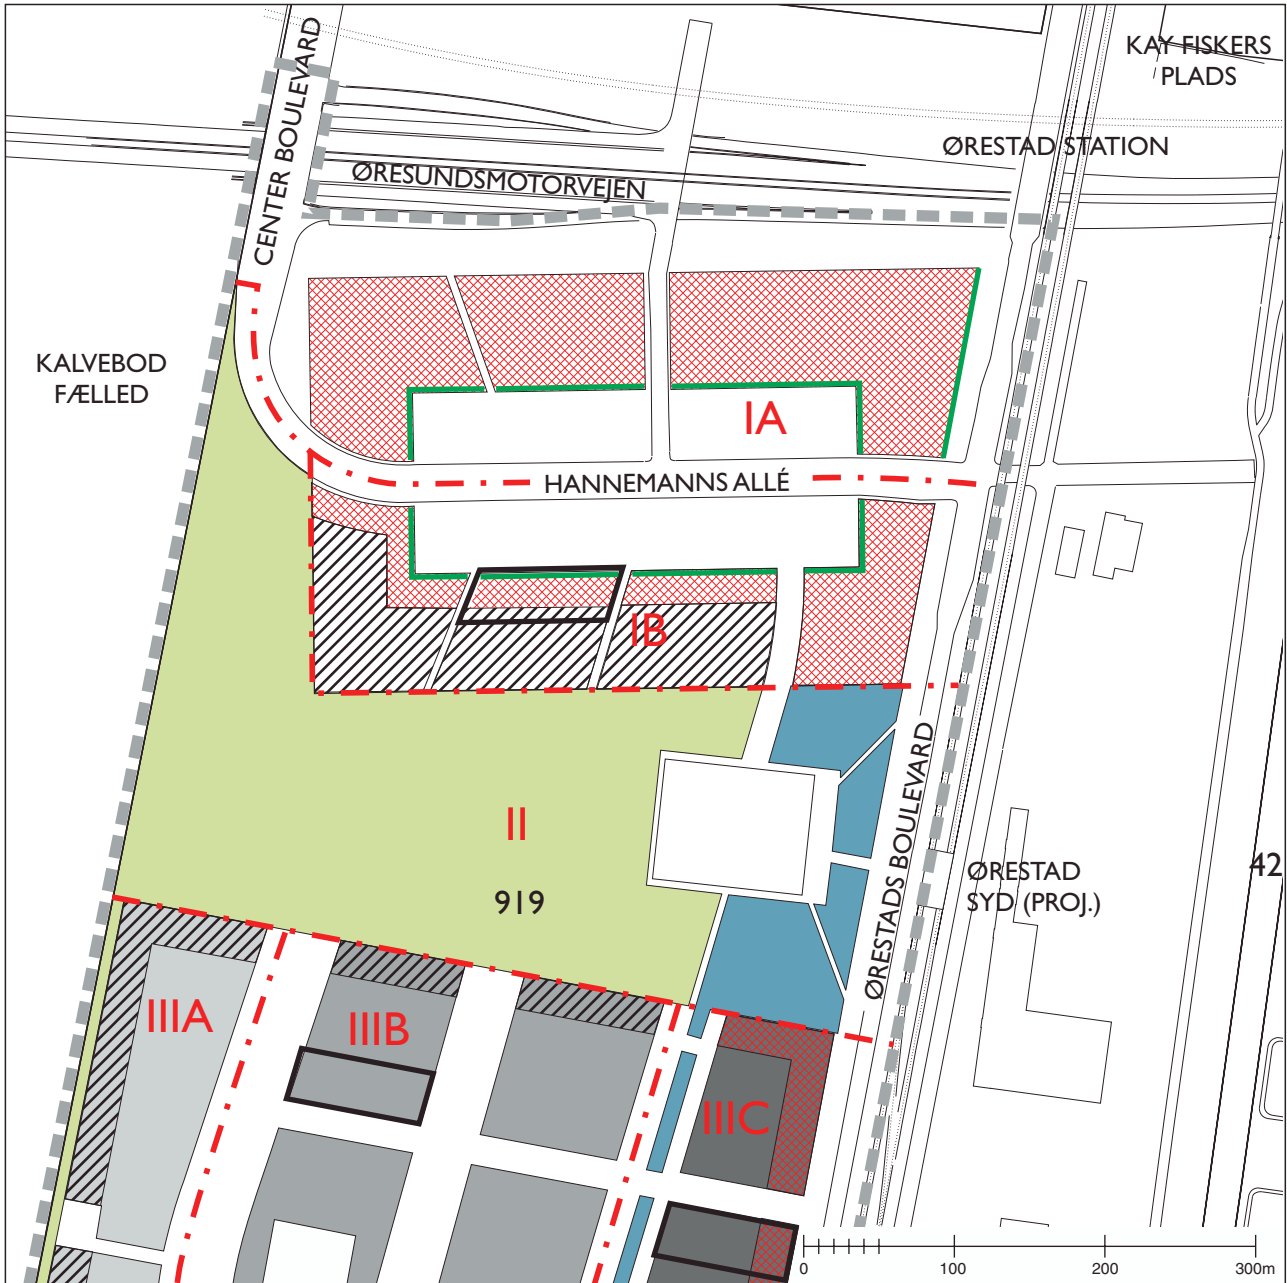 CENTER BOULEVARD
KAY FISKERS
PLADS
ØRESTAD STATION
ØRESUNDSMOTORVEJEN
KALVEBOD
FÆLLED
IA
HANNEMANNS ALLÉ
IB
II
919
ØRESTADS BOULEVARD
ØRESTAD
SYD (PROJ.)
42
IIIA
IIIB
IIIC
0 100 200 300m